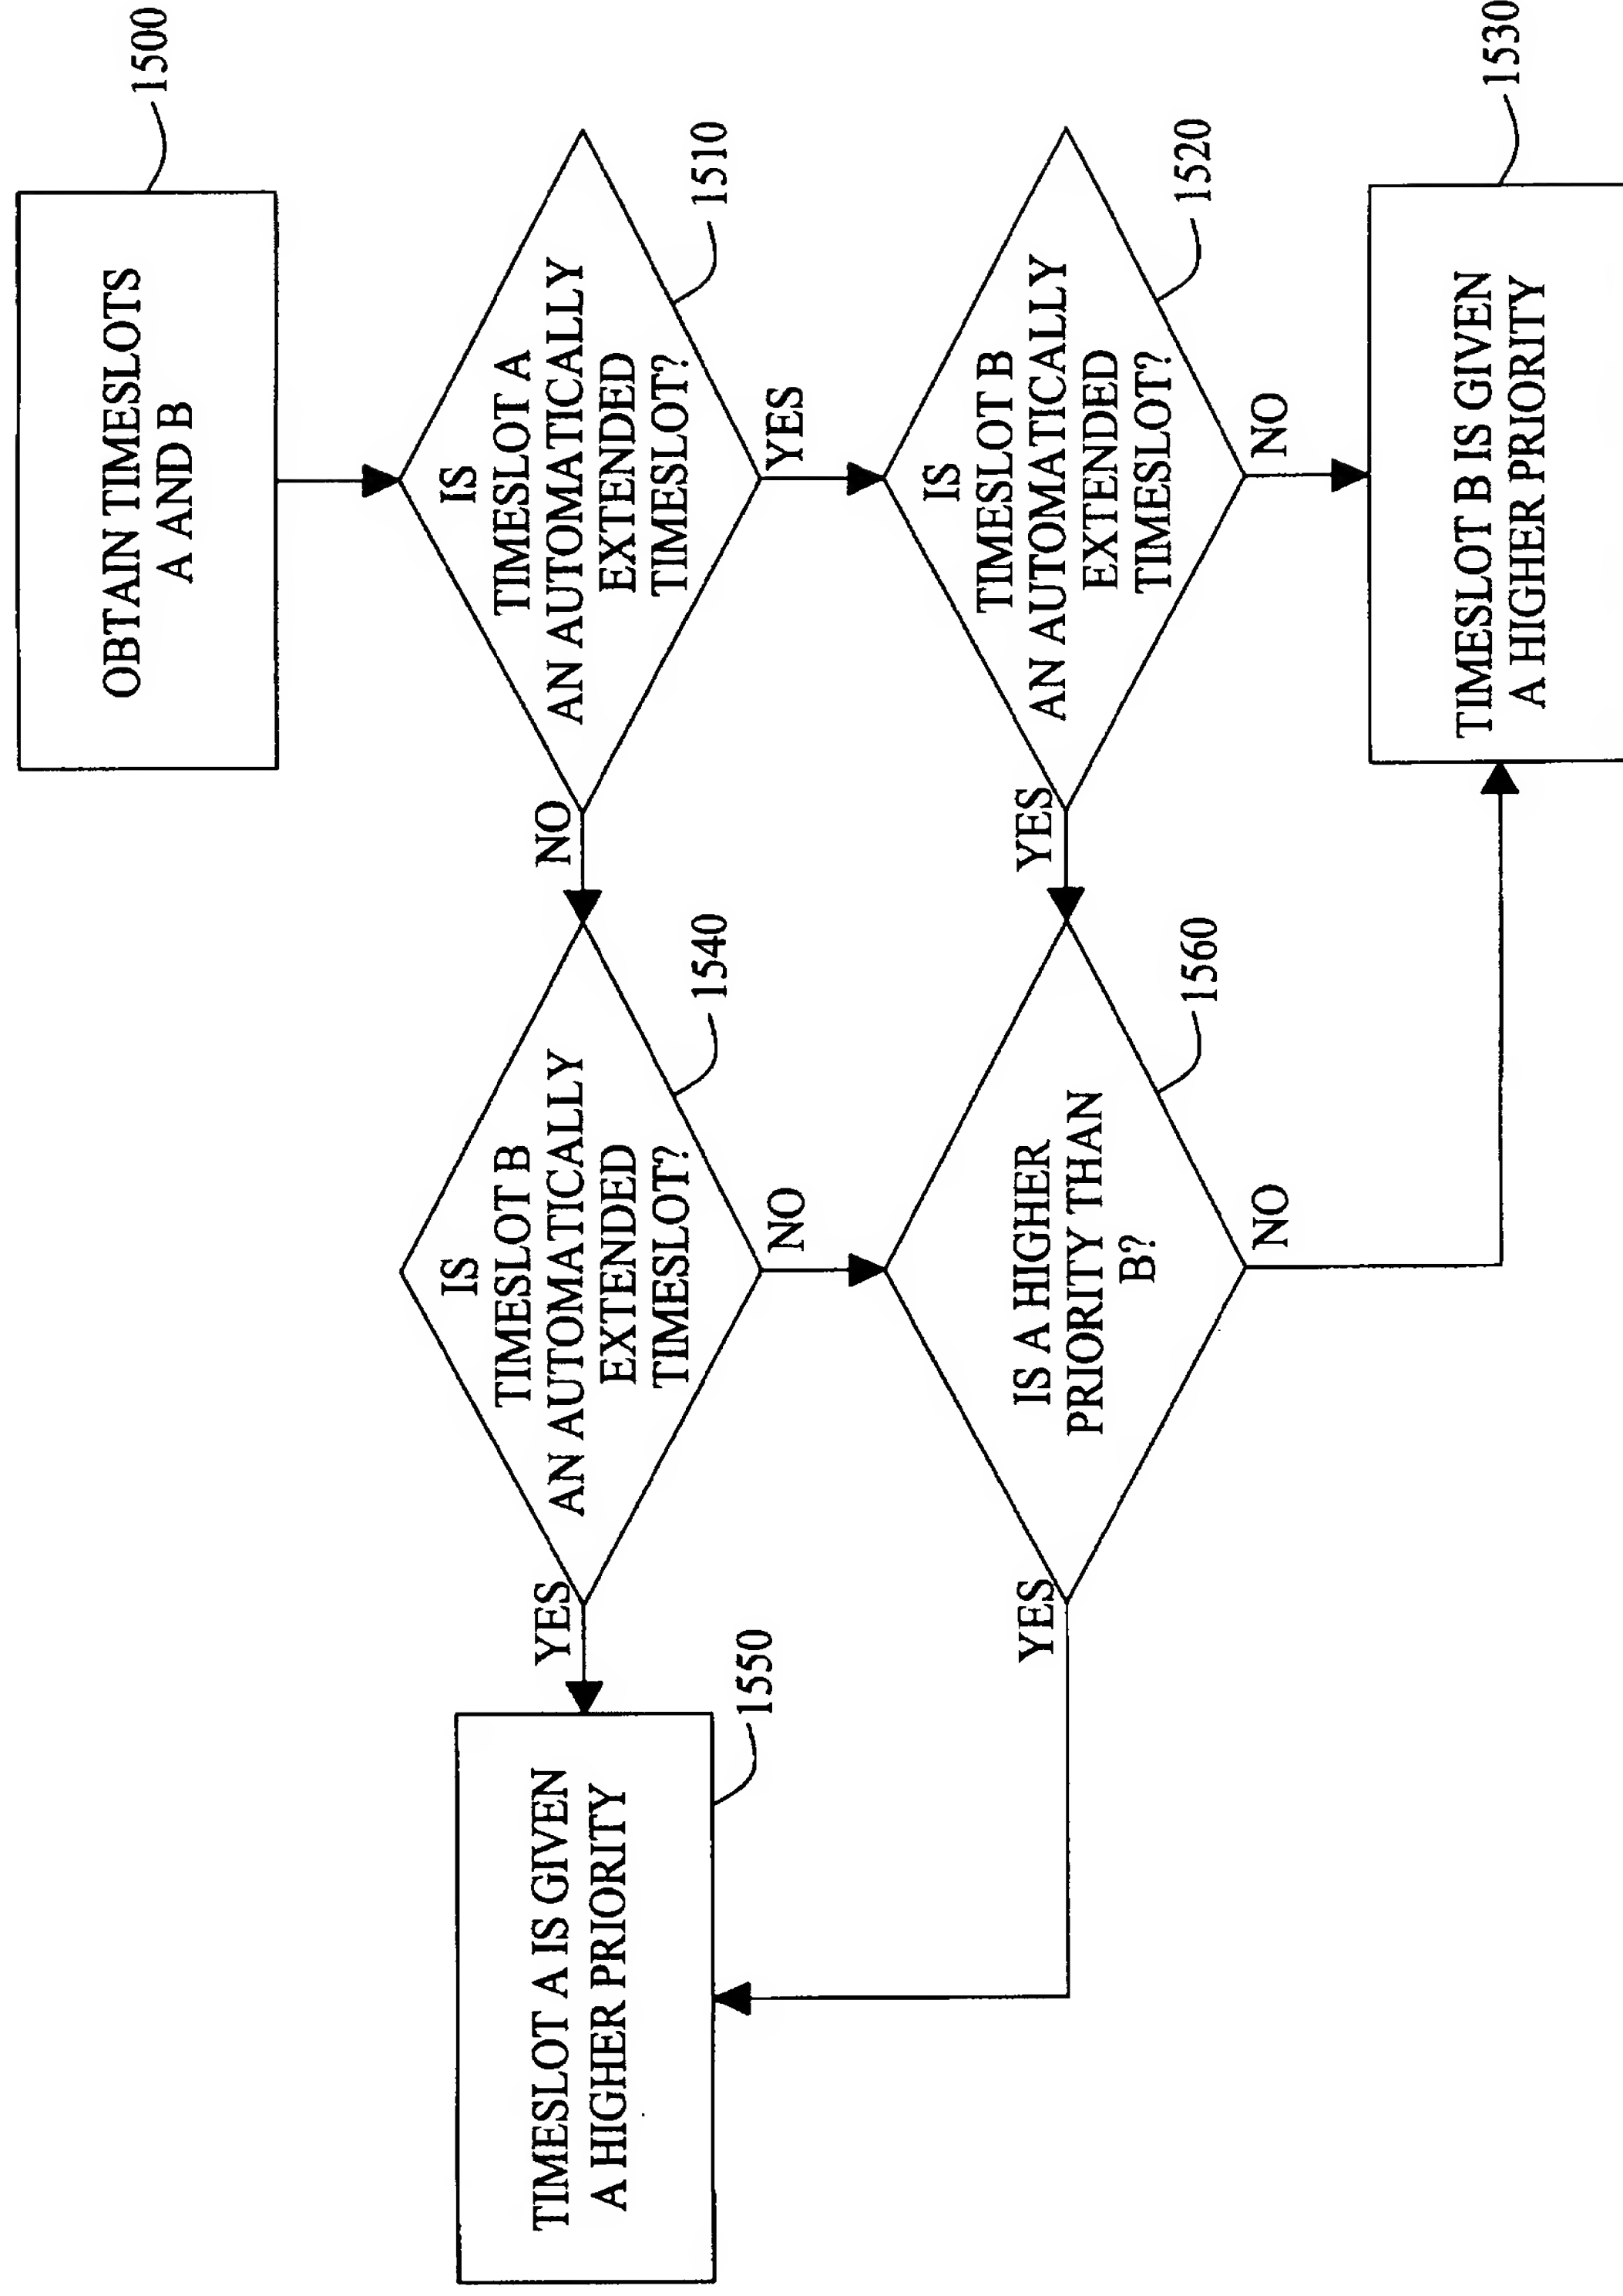 OBTAIN TIMESLOTS
A AND B
1500
IS
TIMESLOT A
AN AUTOMATICALLY
EXTENDED
TIMESLOT?
1510
NO
YES
IS
TIMESLOT B
AN AUTOMATICALLY
EXTENDED
TIMESLOT?
1540
YES
NO
TIMESLOT A IS GIVEN
A HIGHER PRIORITY
1550
IS
TIMESLOT B
AN AUTOMATICALLY
EXTENDED
TIMESLOT?
1520
YES
NO
IS A HIGHER
PRIORITY THAN
B?
1560
YES
NO
TIMESLOT B IS GIVEN
A HIGHER PRIORITY
1530